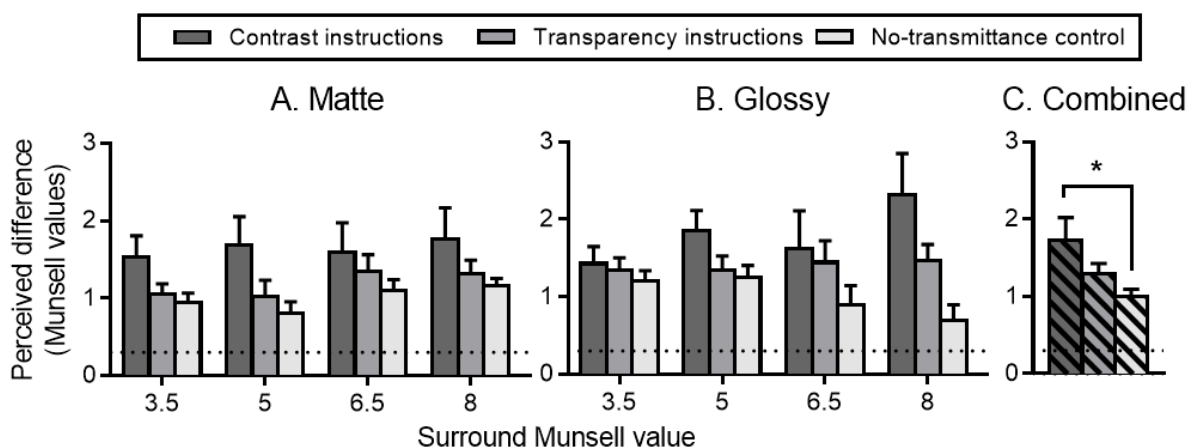 Contrast instructions Transparency instructions No-transmittance control
A. Matte
B. Glossy
C. Combined
Perceived difference
(Munsell values)
3
2
1
0
3.5 5 6.5 8
3
2
1
0
3.5 5 6.5 8
3
2
1
0
*
Surround Munsell value